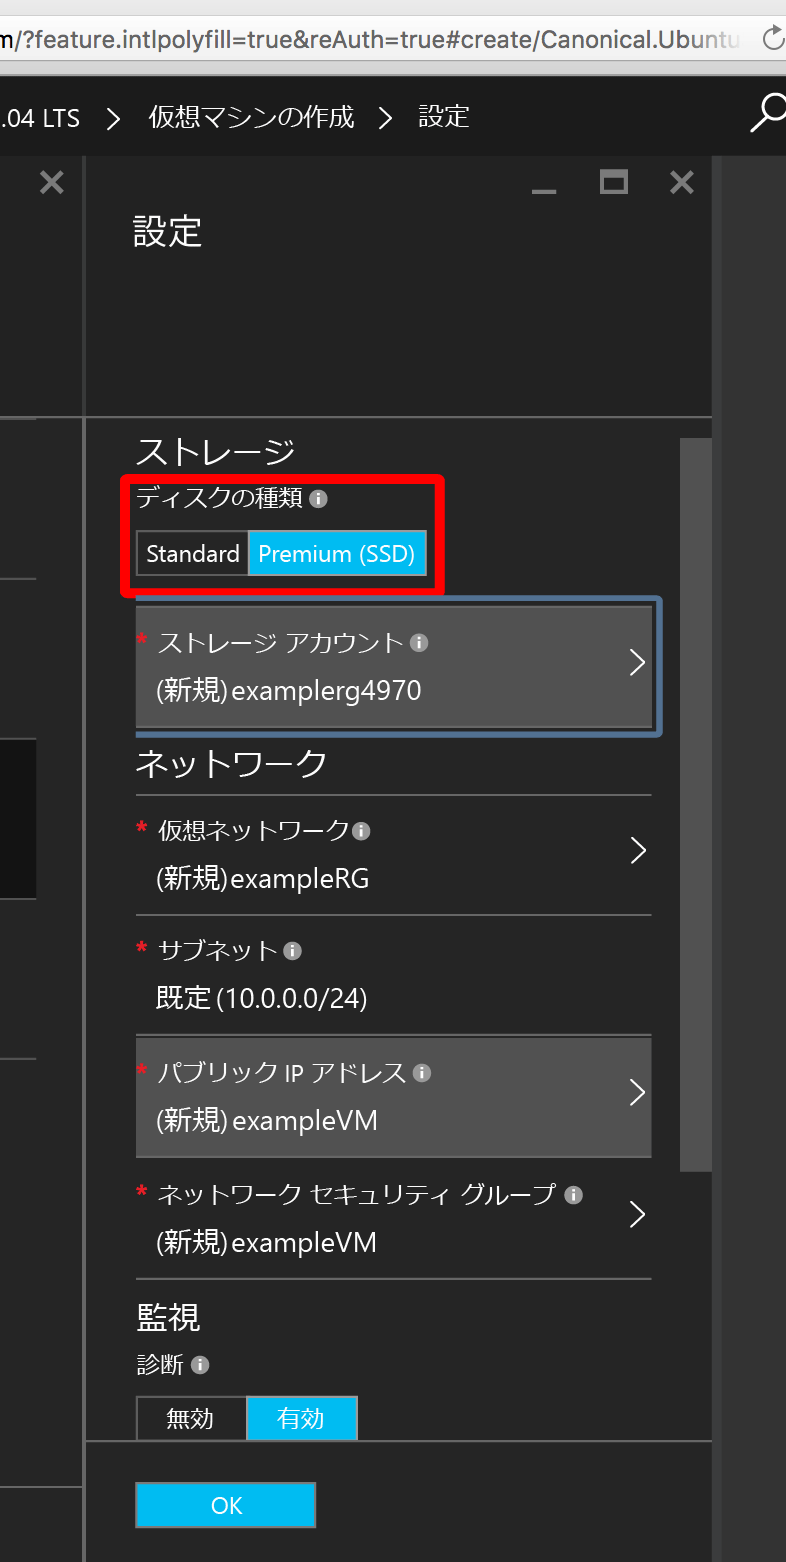 m/?feature.intlpolyfill=true&reAuth=true#create/Canonical.Ubuntu
.04 LTS > 仮想マシンの作成 > 設定
設定
ストレージ
ディスクの種類
Standard Premium (SSD)
* ストレージ アカウント
(新規)examplerg4970
ネットワーク
* 仮想ネットワーク
(新規)exampleRG
* サブネット
既定(10.0.0.0/24)
* パブリック IP アドレス
(新規)exampleVM
* ネットワーク セキュリティ グループ
(新規)exampleVM
監視
診断
無効 有効
OK